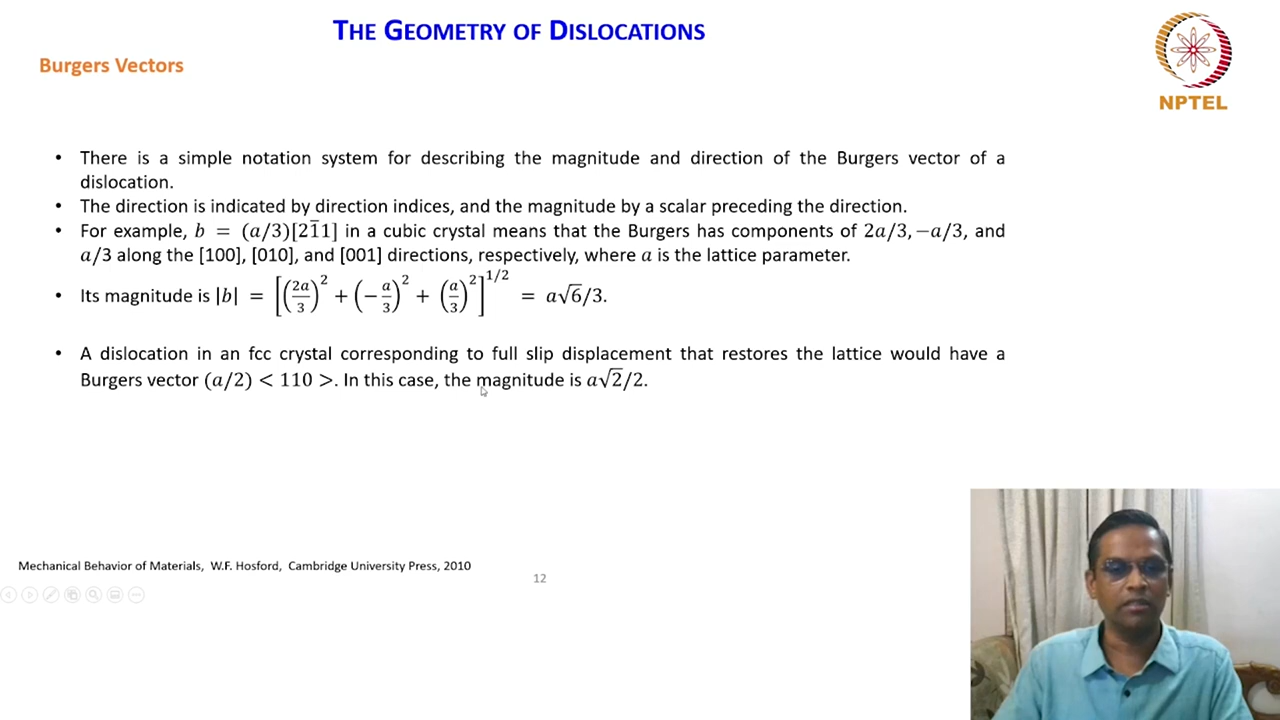 THE GEOMETRY OF DISLOCATIONS
NPTEL
Burgers Vectors
• There is a simple notation system for describing the magnitude and direction of the Burgers vector of a
dislocation.
• The direction is indicated by direction indices, and the magnitude by a scalar preceding the direction.
• For example, b = (a/3)[21̅1] in a cubic crystal means that the Burgers has components of 2a/3, −a/3, and
a/3 along the [100], [010], and [001] directions, respectively, where a is the lattice parameter.
• Its magnitude is |b| = [(2a/3)² + (−a/3)² + (a/3)²]^1/2 = a√6/3.
• A dislocation in an fcc crystal corresponding to full slip displacement that restores the lattice would have a
Burgers vector (a/2) < 110 >. In this case, the magnitude is a√2/2.
Mechanical Behavior of Materials, W.F. Hosford, Cambridge University Press, 2010
12